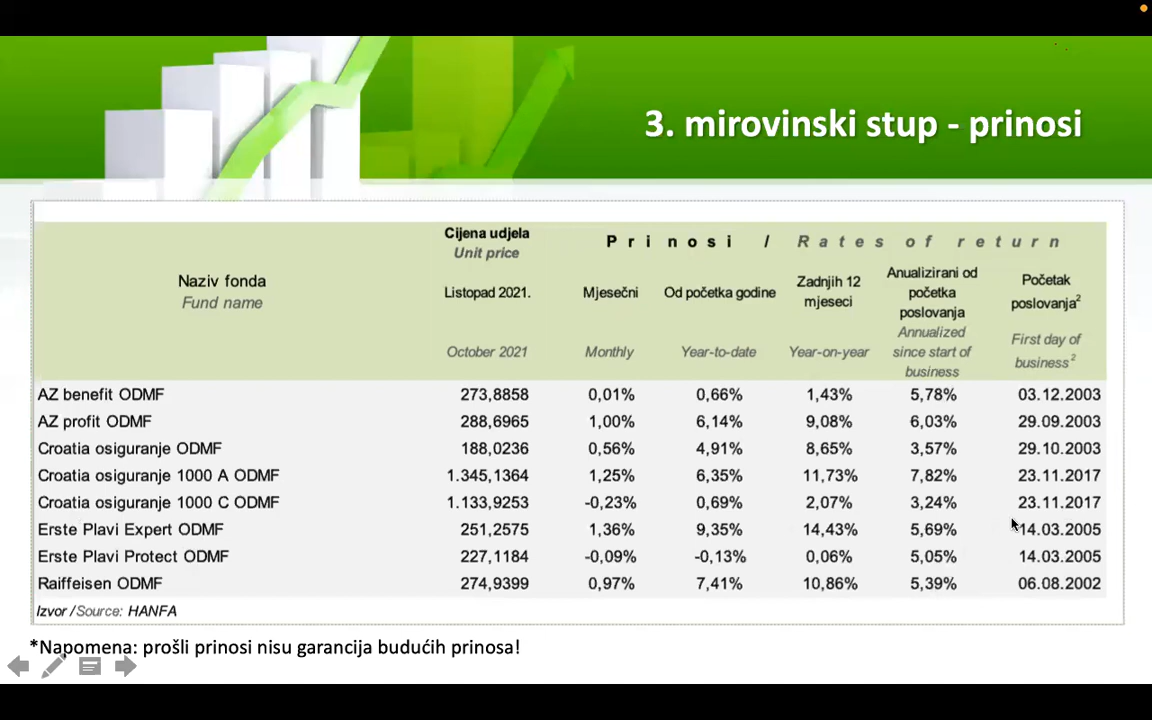 3. mirovinski stup - prinosi
Cijena udjela
Unit price
Prinosi / Rates of return
Naziv fonda
Fund name
Listopad 2021.
Mjesečni
Od početka godine
Zadnjih 12 mjeseci
Anualizirani od početka poslovanja
Početak poslovanja2
October 2021
Monthly
Year-to-date
Year-on-year
Annualized since start of business
First day of business2
AZ benefit ODMF 273,8858 0,01% 0,66% 1,43% 5,78% 03.12.2003
AZ profit ODMF 288,6965 1,00% 6,14% 9,08% 6,03% 29.09.2003
Croatia osiguranje ODMF 188,0236 0,56% 4,91% 8,65% 3,57% 29.10.2003
Croatia osiguranje 1000 A ODMF 1.345,1364 1,25% 6,35% 11,73% 7,82% 23.11.2017
Croatia osiguranje 1000 C ODMF 1.133,9253 -0,23% 0,69% 2,07% 3,24% 23.11.2017
Erste Plavi Expert ODMF 251,2575 1,36% 9,35% 14,43% 5,69% 14.03.2005
Erste Plavi Protect ODMF 227,1184 -0,09% -0,13% 0,06% 5,05% 14.03.2005
Raiffeisen ODMF 274,9399 0,97% 7,41% 10,86% 5,39% 06.08.2002
Izvor /Source: HANFA
*Napomena: prošli prinosi nisu garancija budućih prinosa!